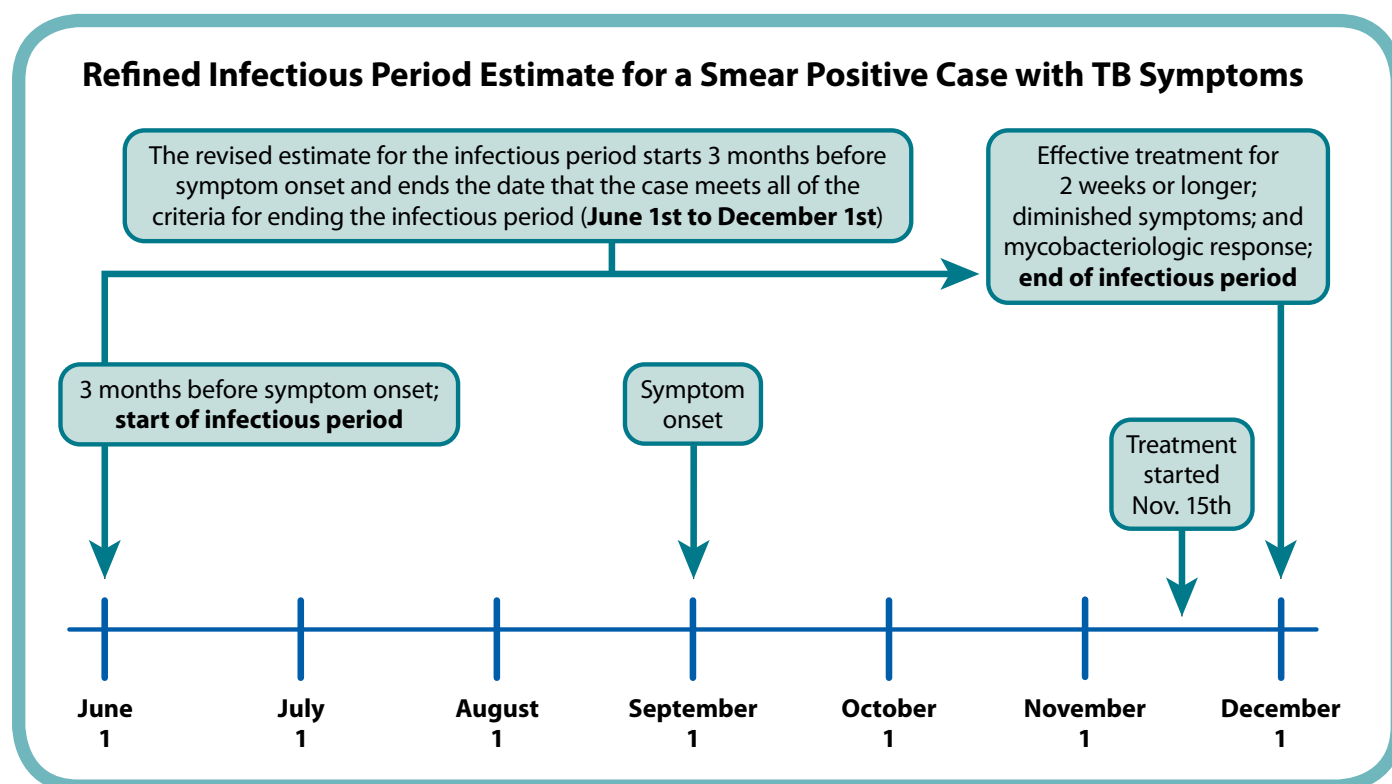 Refined Infectious Period Estimate for a Smear Positive Case with TB Symptoms
The revised estimate for the infectious period starts 3 months before
symptom onset and ends the date that the case meets all of the
criteria for ending the infectious period (June 1st to December 1st)
Effective treatment for
2 weeks or longer;
diminished symptoms; and
mycobacteriologic response;
end of infectious period
3 months before symptom onset;
start of infectious period
Symptom
onset
Treatment
started
Nov. 15th
June
1
July
1
August
1
September
1
October
1
November
1
December
1